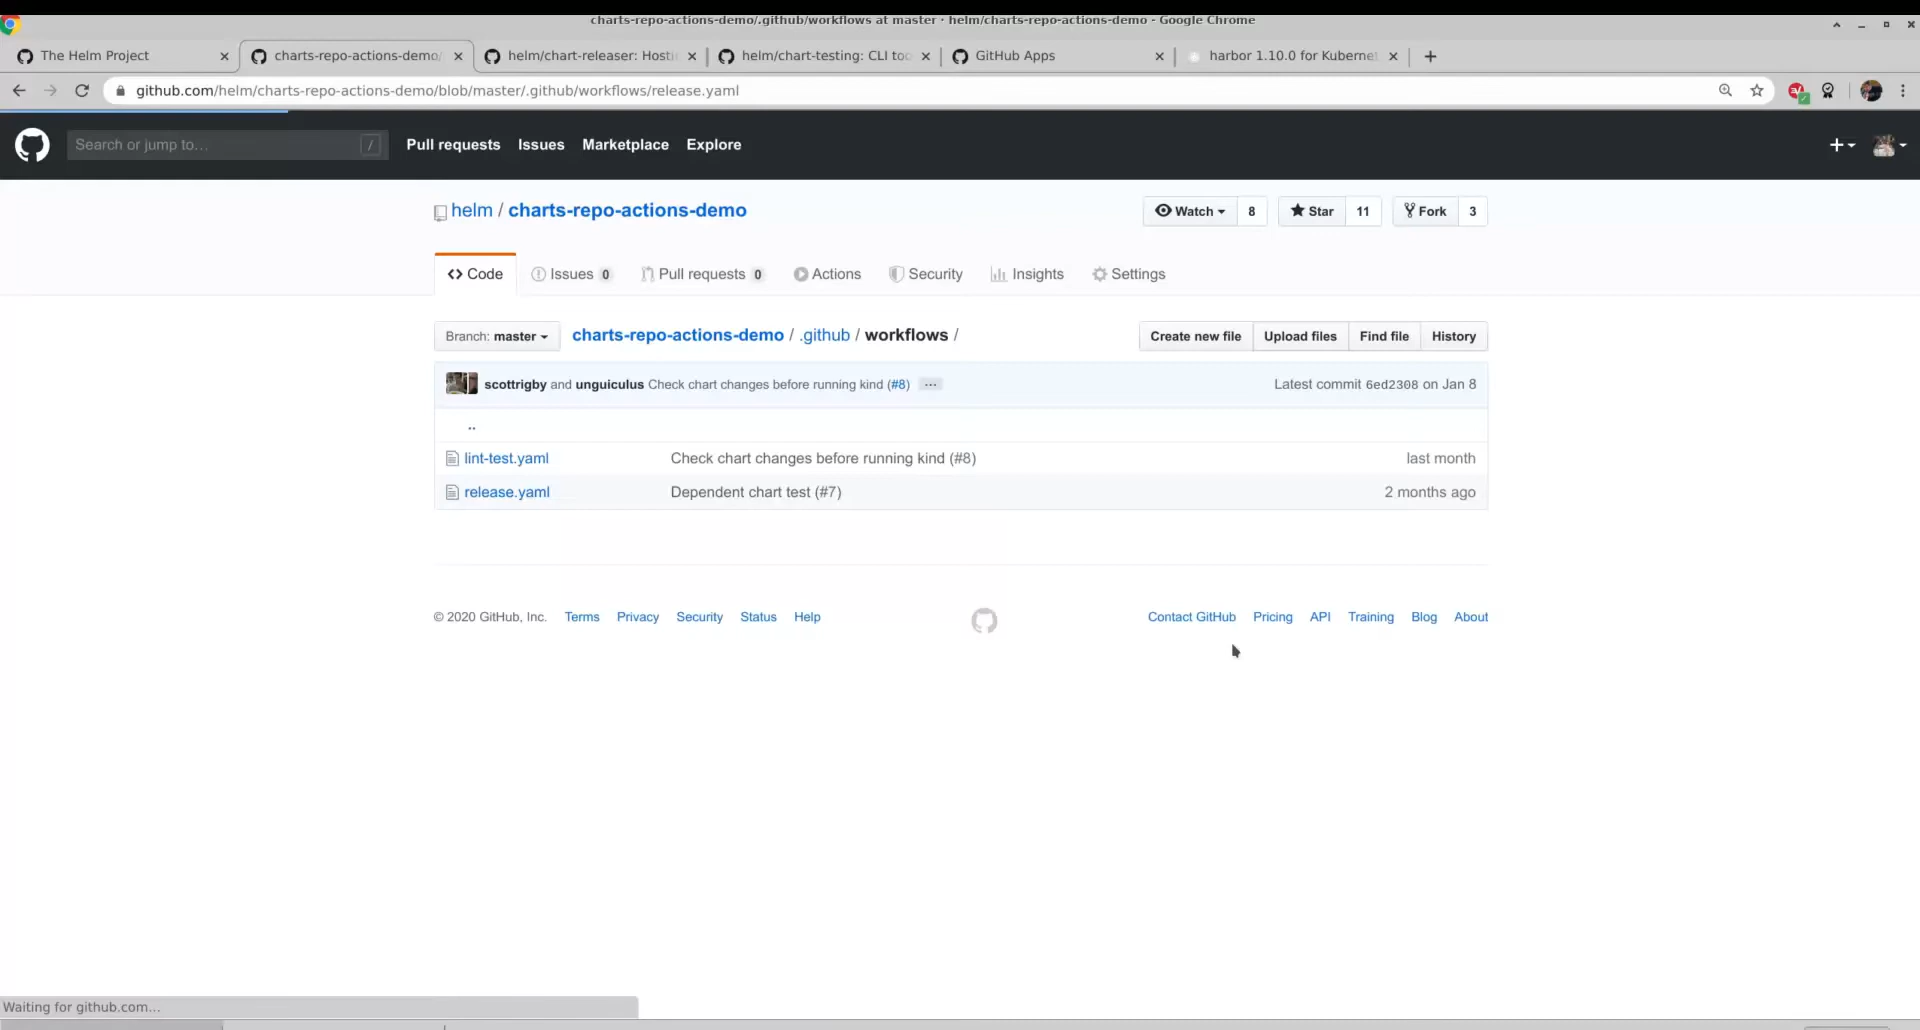 charts-repo-actions-demo/.github/workflows at master · helm/charts-repo-actions-demo - Google Chrome
The Helm Project
charts-repo-actions-demo/
helm/chart-releaser: Hosti
helm/chart-testing: CLI too
GitHub Apps
harbor 1.10.0 for Kuberne
github.com/helm/charts-repo-actions-demo/blob/master/.github/workflows/release.yaml
Search or jump to… / Pull requests Issues Marketplace Explore
helm / charts-repo-actions-demo
Watch 8 Star 11 Fork 3
Code Issues 0 Pull requests 0 Actions Security Insights Settings
Branch: master charts-repo-actions-demo / .github / workflows / Create new file Upload files Find file History
scottrigby and unguiculus Check chart changes before running kind (#8) ... Latest commit 6ed2308 on Jan 8
..
lint-test.yaml Check chart changes before running kind (#8) last month
release.yaml Dependent chart test (#7) 2 months ago
© 2020 GitHub, Inc. Terms Privacy Security Status Help Contact GitHub Pricing API Training Blog About
Waiting for github.com...